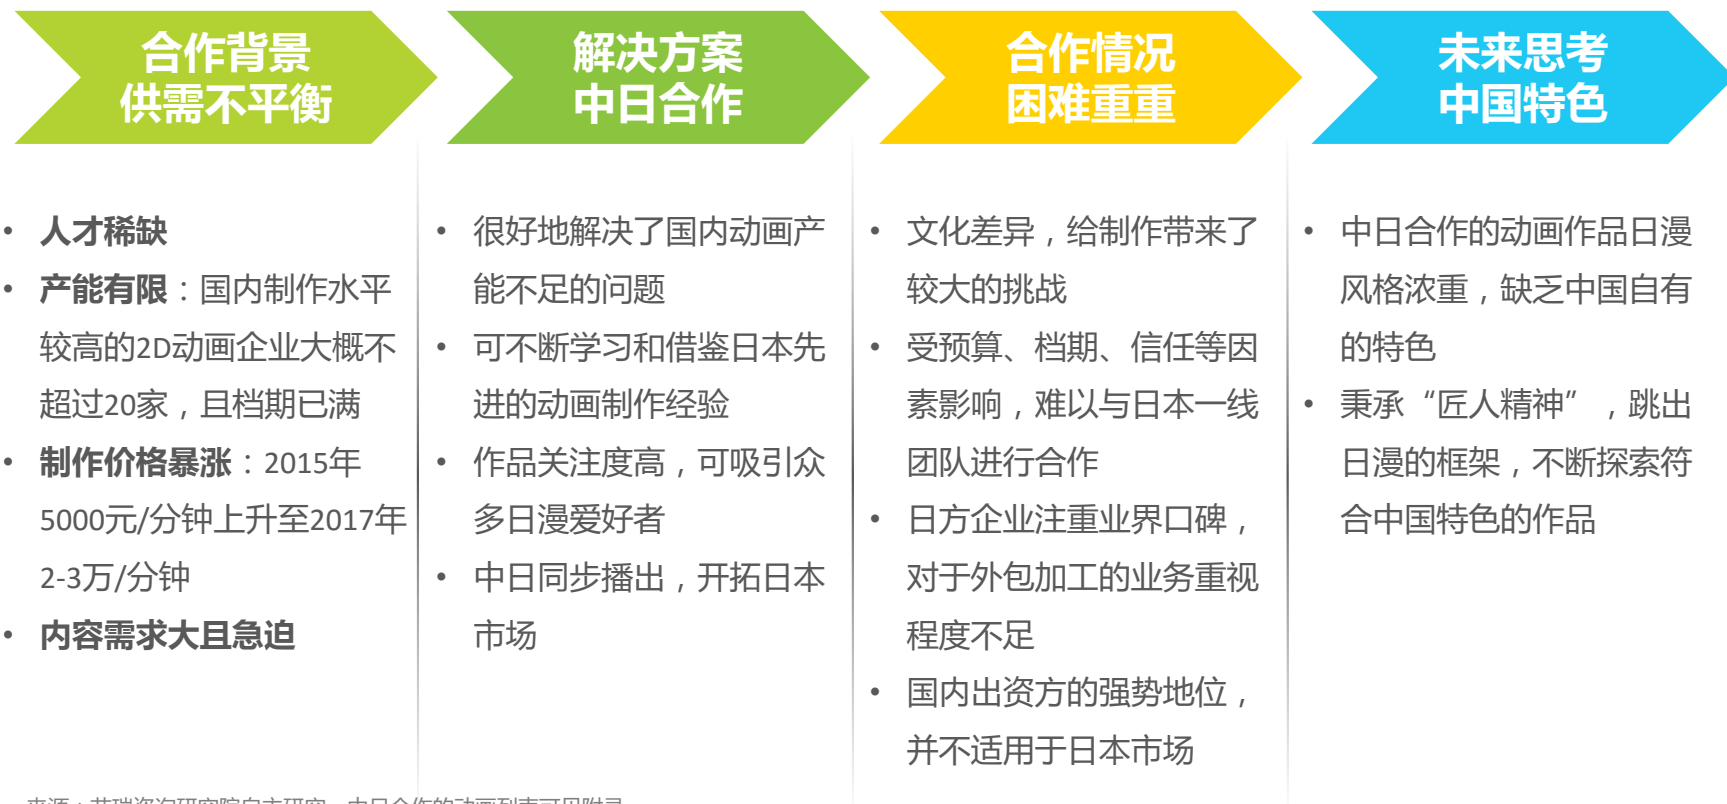 合作背景
供需不平衡
解决方案
中日合作
合作情况
困难重重
未来思考
中国特色
• 人才稀缺
• 产能有限：国内制作水平
较高的2D动画企业大概不
超过20家，且档期已满
• 制作价格暴涨：2015年
5000元/分钟上升至2017年
2-3万/分钟
• 内容需求大且急迫
• 很好地解决了国内动画产
能不足的问题
• 可不断学习和借鉴日本先
进的动画制作经验
• 作品关注度高，可吸引众
多日漫爱好者
• 中日同步播出，开拓日本
市场
• 文化差异，给制作带来了
较大的挑战
• 受预算、档期、信任等因
素影响，难以与日本一线
团队进行合作
• 日方企业注重业界口碑，
对于外包加工的业务重视
程度不足
• 国内出资方的强势地位，
并不适用于日本市场
• 中日合作的动画作品日漫
风格浓重，缺乏中国自有
的特色
• 秉承“匠人精神”，跳出
日漫的框架，不断探索符
合中国特色的作品